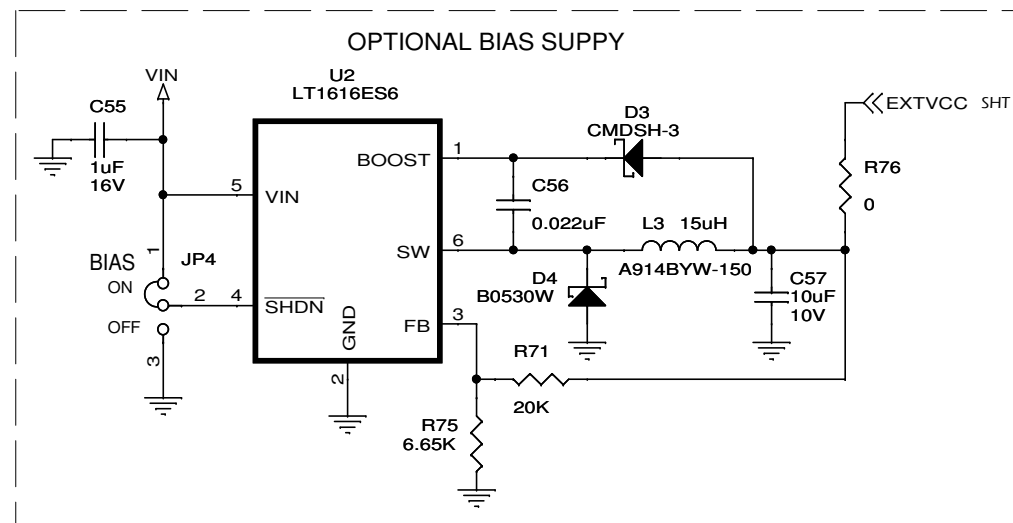 OPTIONAL BIAS SUPPY
VIN
U2
LT1616ES6
C55
1uF
16V
D3
CMDSH-3
EXTVCC SHT
BOOST
1
R76
0
C56
0.022uF
5
VIN
L3 15uH
SW
6
A914BYW-150
1
BIAS
JP4
ON
2
4
SHDN
D4
B0530W
C57
10uF
10V
OFF
FB
3
GND
3
2
R71
20K
R75
6.65K